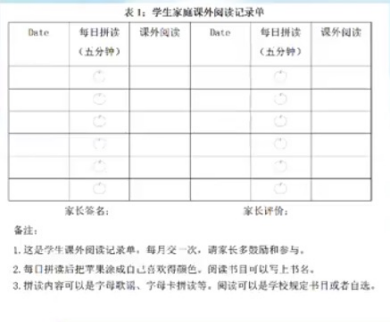 表 1：学生家庭课外阅读记录单
Date 每日拼读（五分钟） 课外阅读 Date 每日拼读（五分钟） 课外阅读
家长签名： 家长评价：
备注：
1.这是学生课外阅读记录单，每月交一次，请家长多鼓励和参与。
2.每日拼读后把苹果涂成自己喜欢得颜色。阅读书目可以写上书名。
3.拼读内容可以是字母歌谣、字母卡拼读等。阅读可以是学校规定书目或者自选。